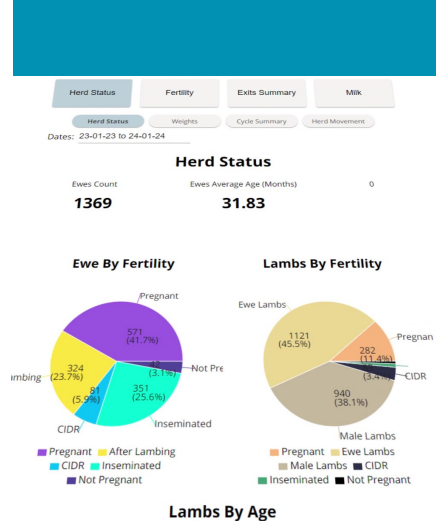 Herd Status Fertility Exits Summary Milk
Herd Status Weights Cycle Summary Herd Movement
Dates: 23-01-23 to 24-01-24
Herd Status
Ewes Count Ewes Average Age (Months) 0
1369 31.83
Ewe By Fertility Lambs By Fertility
Pregnant
571
(41.7%)
324
(23.7%)
mbing
81
(5.9%)
CIDR
351
(25.6%)
Inseminated
(3.1%)
Not Pre
Ewe Lambs
1121
(45.5%)
282
(11.4%)
Pregnan
CIDR
940
(38.1%)
Male Lambs
Pregnant After Lambing
CIDR Inseminated
Not Pregnant
Pregnant Ewe Lambs
Male Lambs CIDR
Inseminated Not Pregnant
Lambs By Age